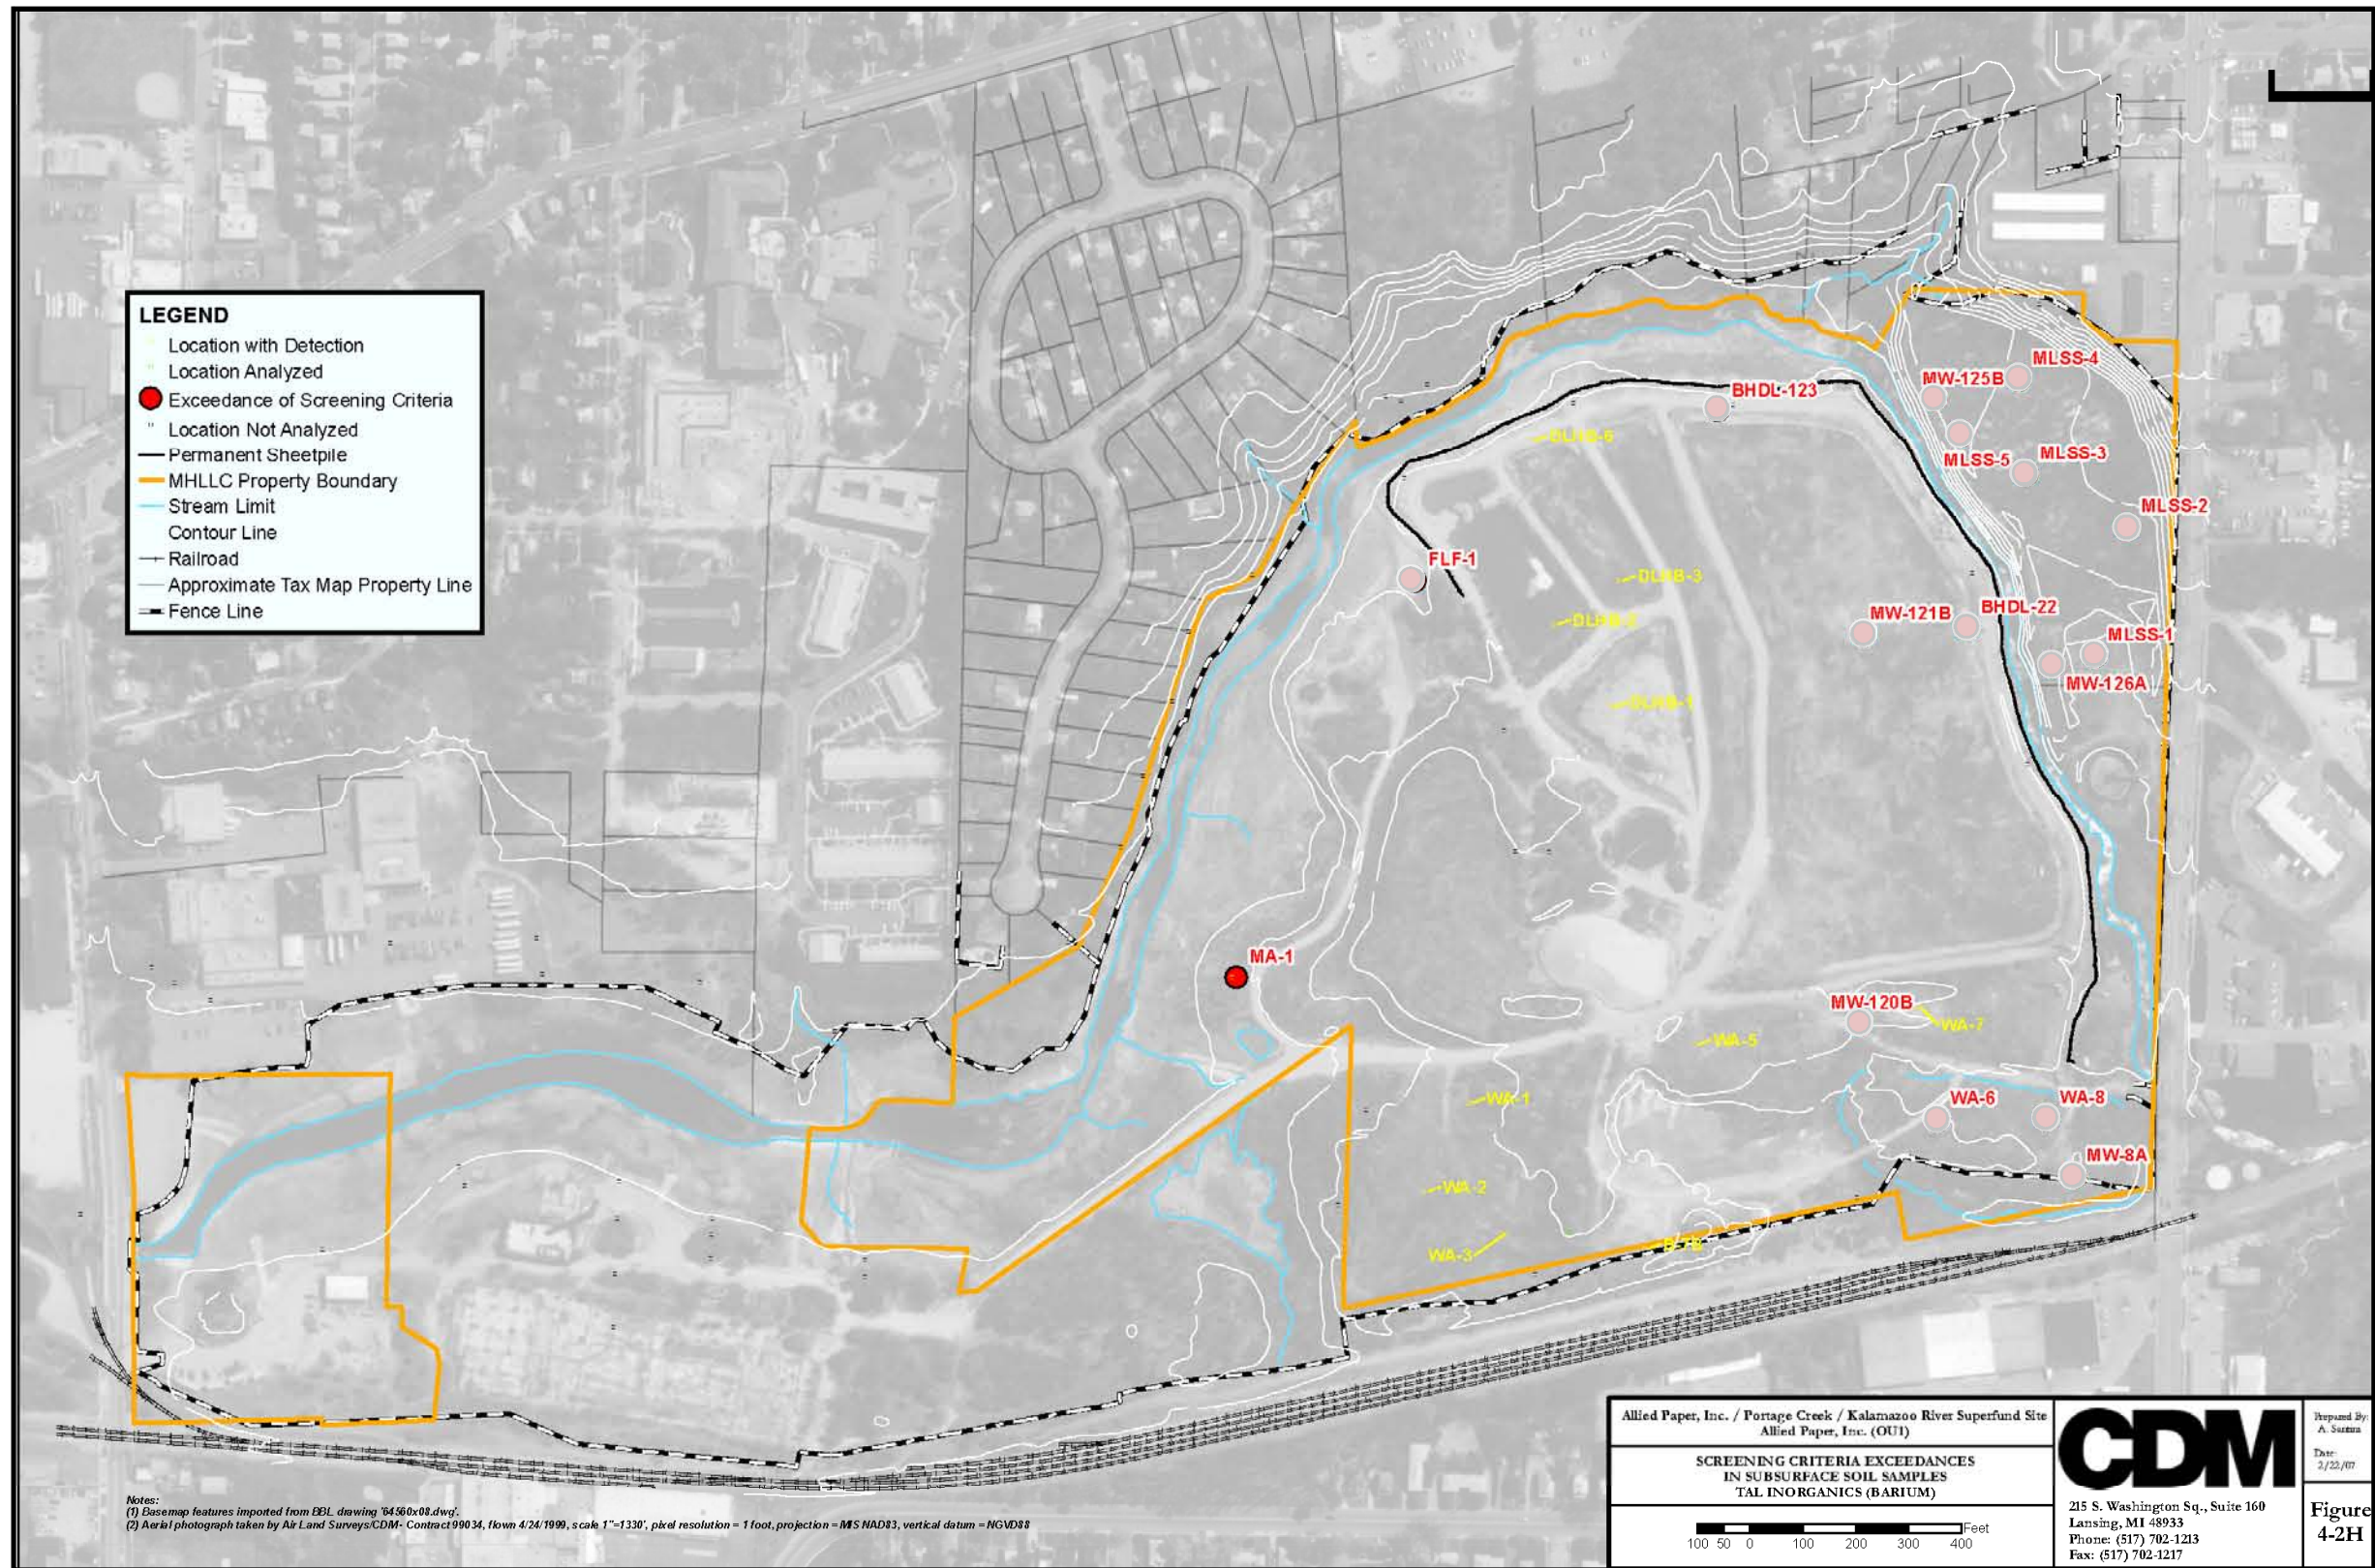 LEGEND
Location with Detection
Location Analyzed
Exceedance of Screening Criteria
Location Not Analyzed
Permanent Sheetpile
MHLLC Property Boundary
Stream Limit
Contour Line
Railroad
Approximate Tax Map Property Line
Fence Line
MLSS-4
MW-125B
BHDL-123
DLHB-6
MLSS-5
MLSS-3
MLSS-2
FLF-1
DLHB-3
DLHB-2
MW-121B
BHDL-22
MLSS-1
MW-126A
DLHB-1
MA-1
MW-120B
WA-7
WA-5
WA-1
WA-6
WA-8
MW-8A
WA-2
WA-3
Allied Paper, Inc. / Portage Creek / Kalamazoo River Superfund Site
Allied Paper, Inc. (OU1)
SCREENING CRITERIA EXCEEDANCES
IN SUBSURFACE SOIL SAMPLES
TAL INORGANICS (BARIUM)
100 50 0 100 200 300 400 Feet
CDM
215 S. Washington Sq., Suite 160
Lansing, MI 48933
Phone: (517) 702-1213
Fax: (517) 702-1217
Prepared By:
A. 
Date:
2/22/07
Figure
4-2H
Notes:
(1) Basemap features imported from BBL drawing '64560x08.dwg'.
(2) Aerial photograph taken by Air Land Surveys/CDM - Contract 99034, flown 4/24/1999, scale 1"=1330', pixel resolution = 1 foot, projection = MIS NAD83, vertical datum = NGVD88